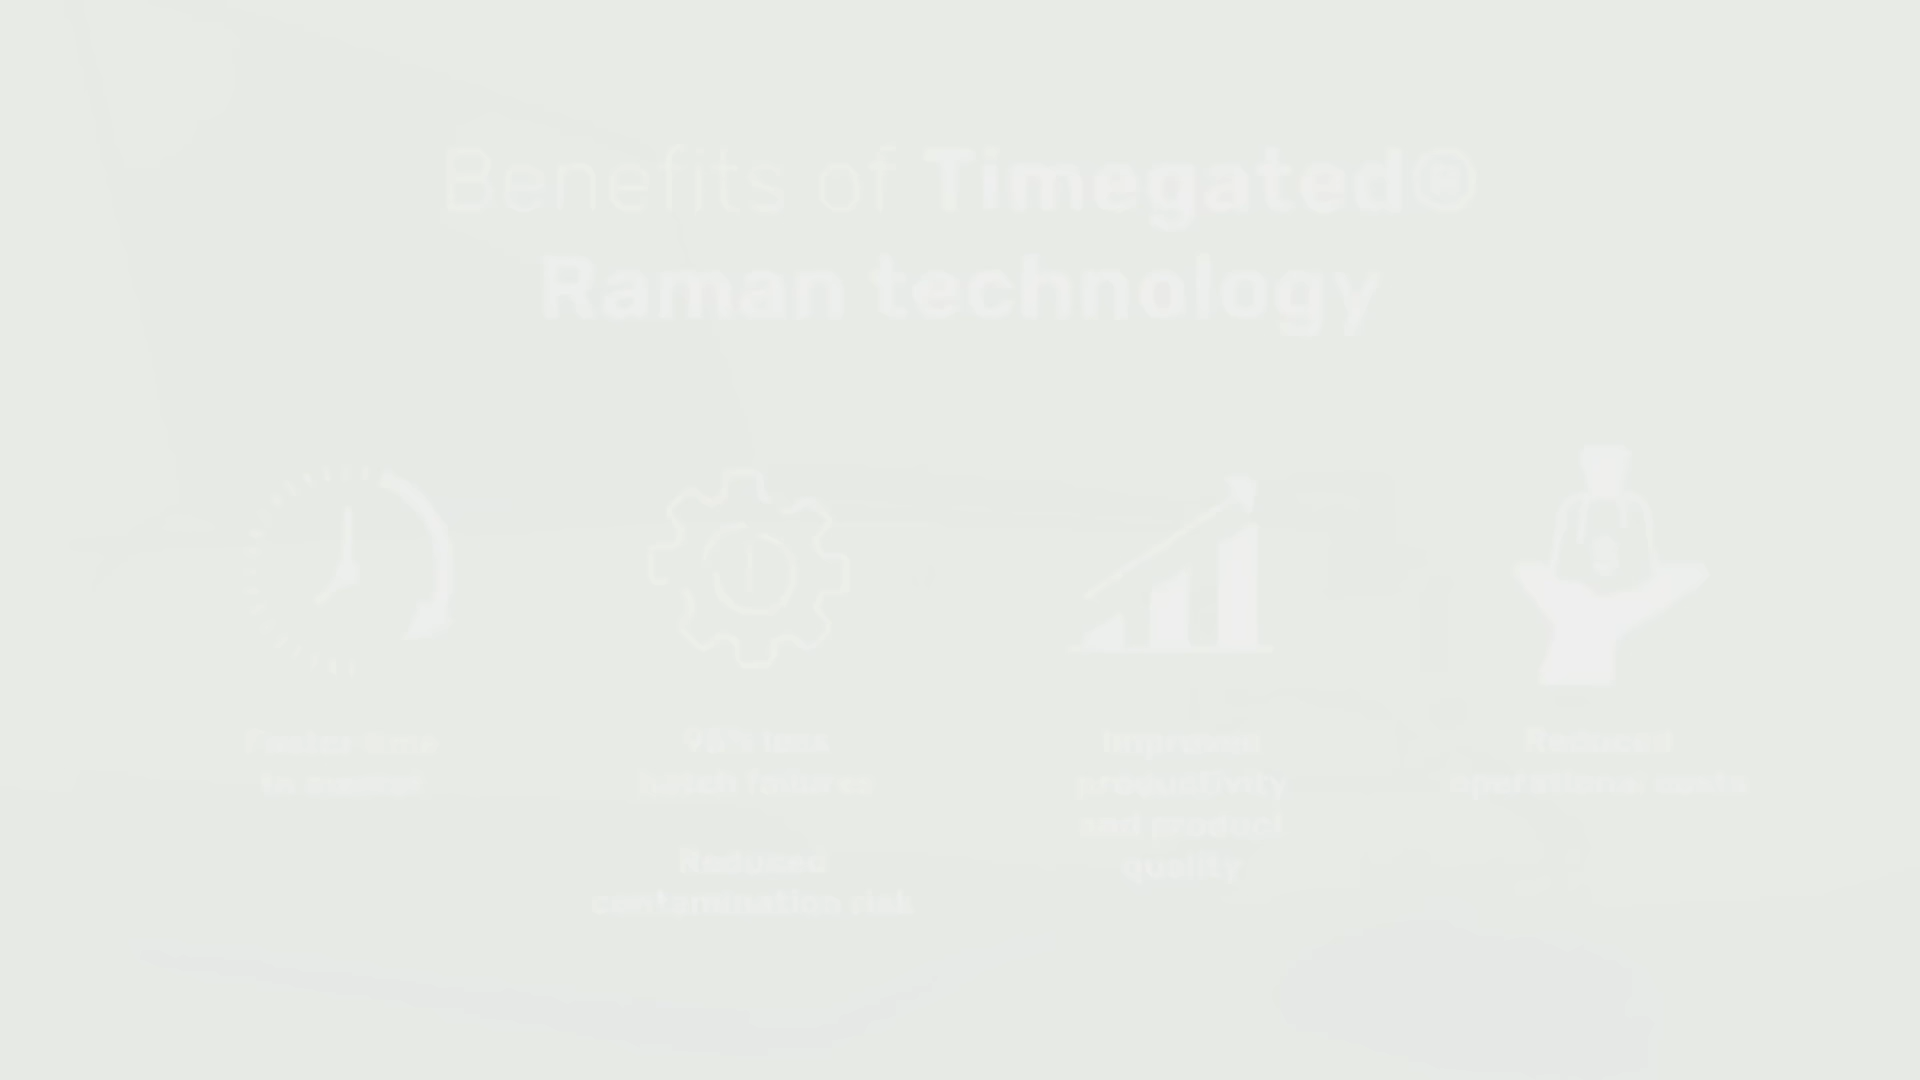 Benefits of Timegated®
Raman technology
Faster time
to market
batch failures
Reduced
contamination risk
Improved
productivity
and product
quality
Reduced
operational costs